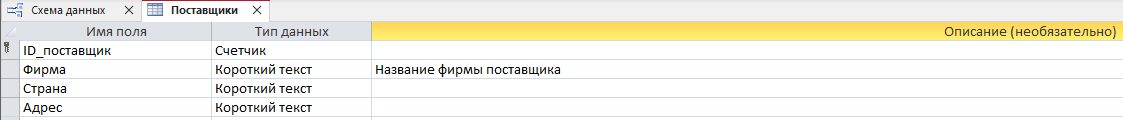 Схема данных Поставщики
Имя поля Тип данных Описание (необязательно)
ID_поставщик Счетчик
Фирма Короткий текст Название фирмы поставщика
Страна Короткий текст
Адрес Короткий текст